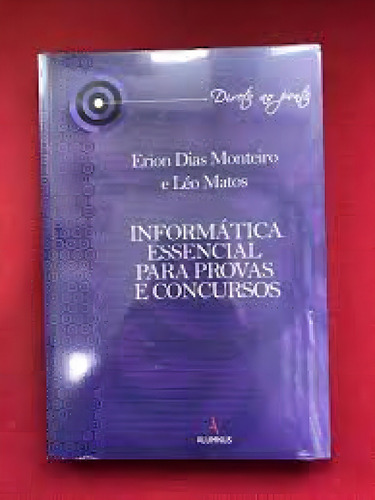 Direto ao ponto
Erion Dias Monteiro
e Léo Matos
INFORMÁTICA
ESSENCIAL
PARA PROVAS
E CONCURSOS
ALUMNUS